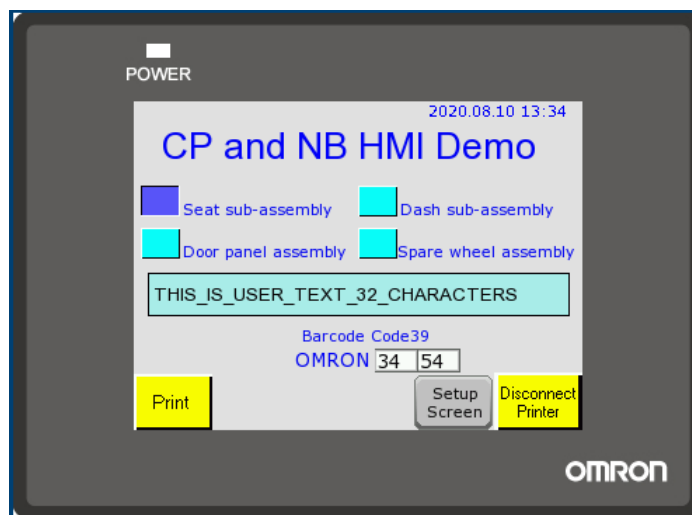 POWER
2020.08.10 13:34
CP and NB HMI Demo
Seat sub-assembly
Dash sub-assembly
Door panel assembly
Spare wheel assembly
THIS_IS_USER_TEXT_32_CHARACTERS
Barcode Code39
OMRON 34 54
Print
Setup
Screen
Disconnect
Printer
OMRON